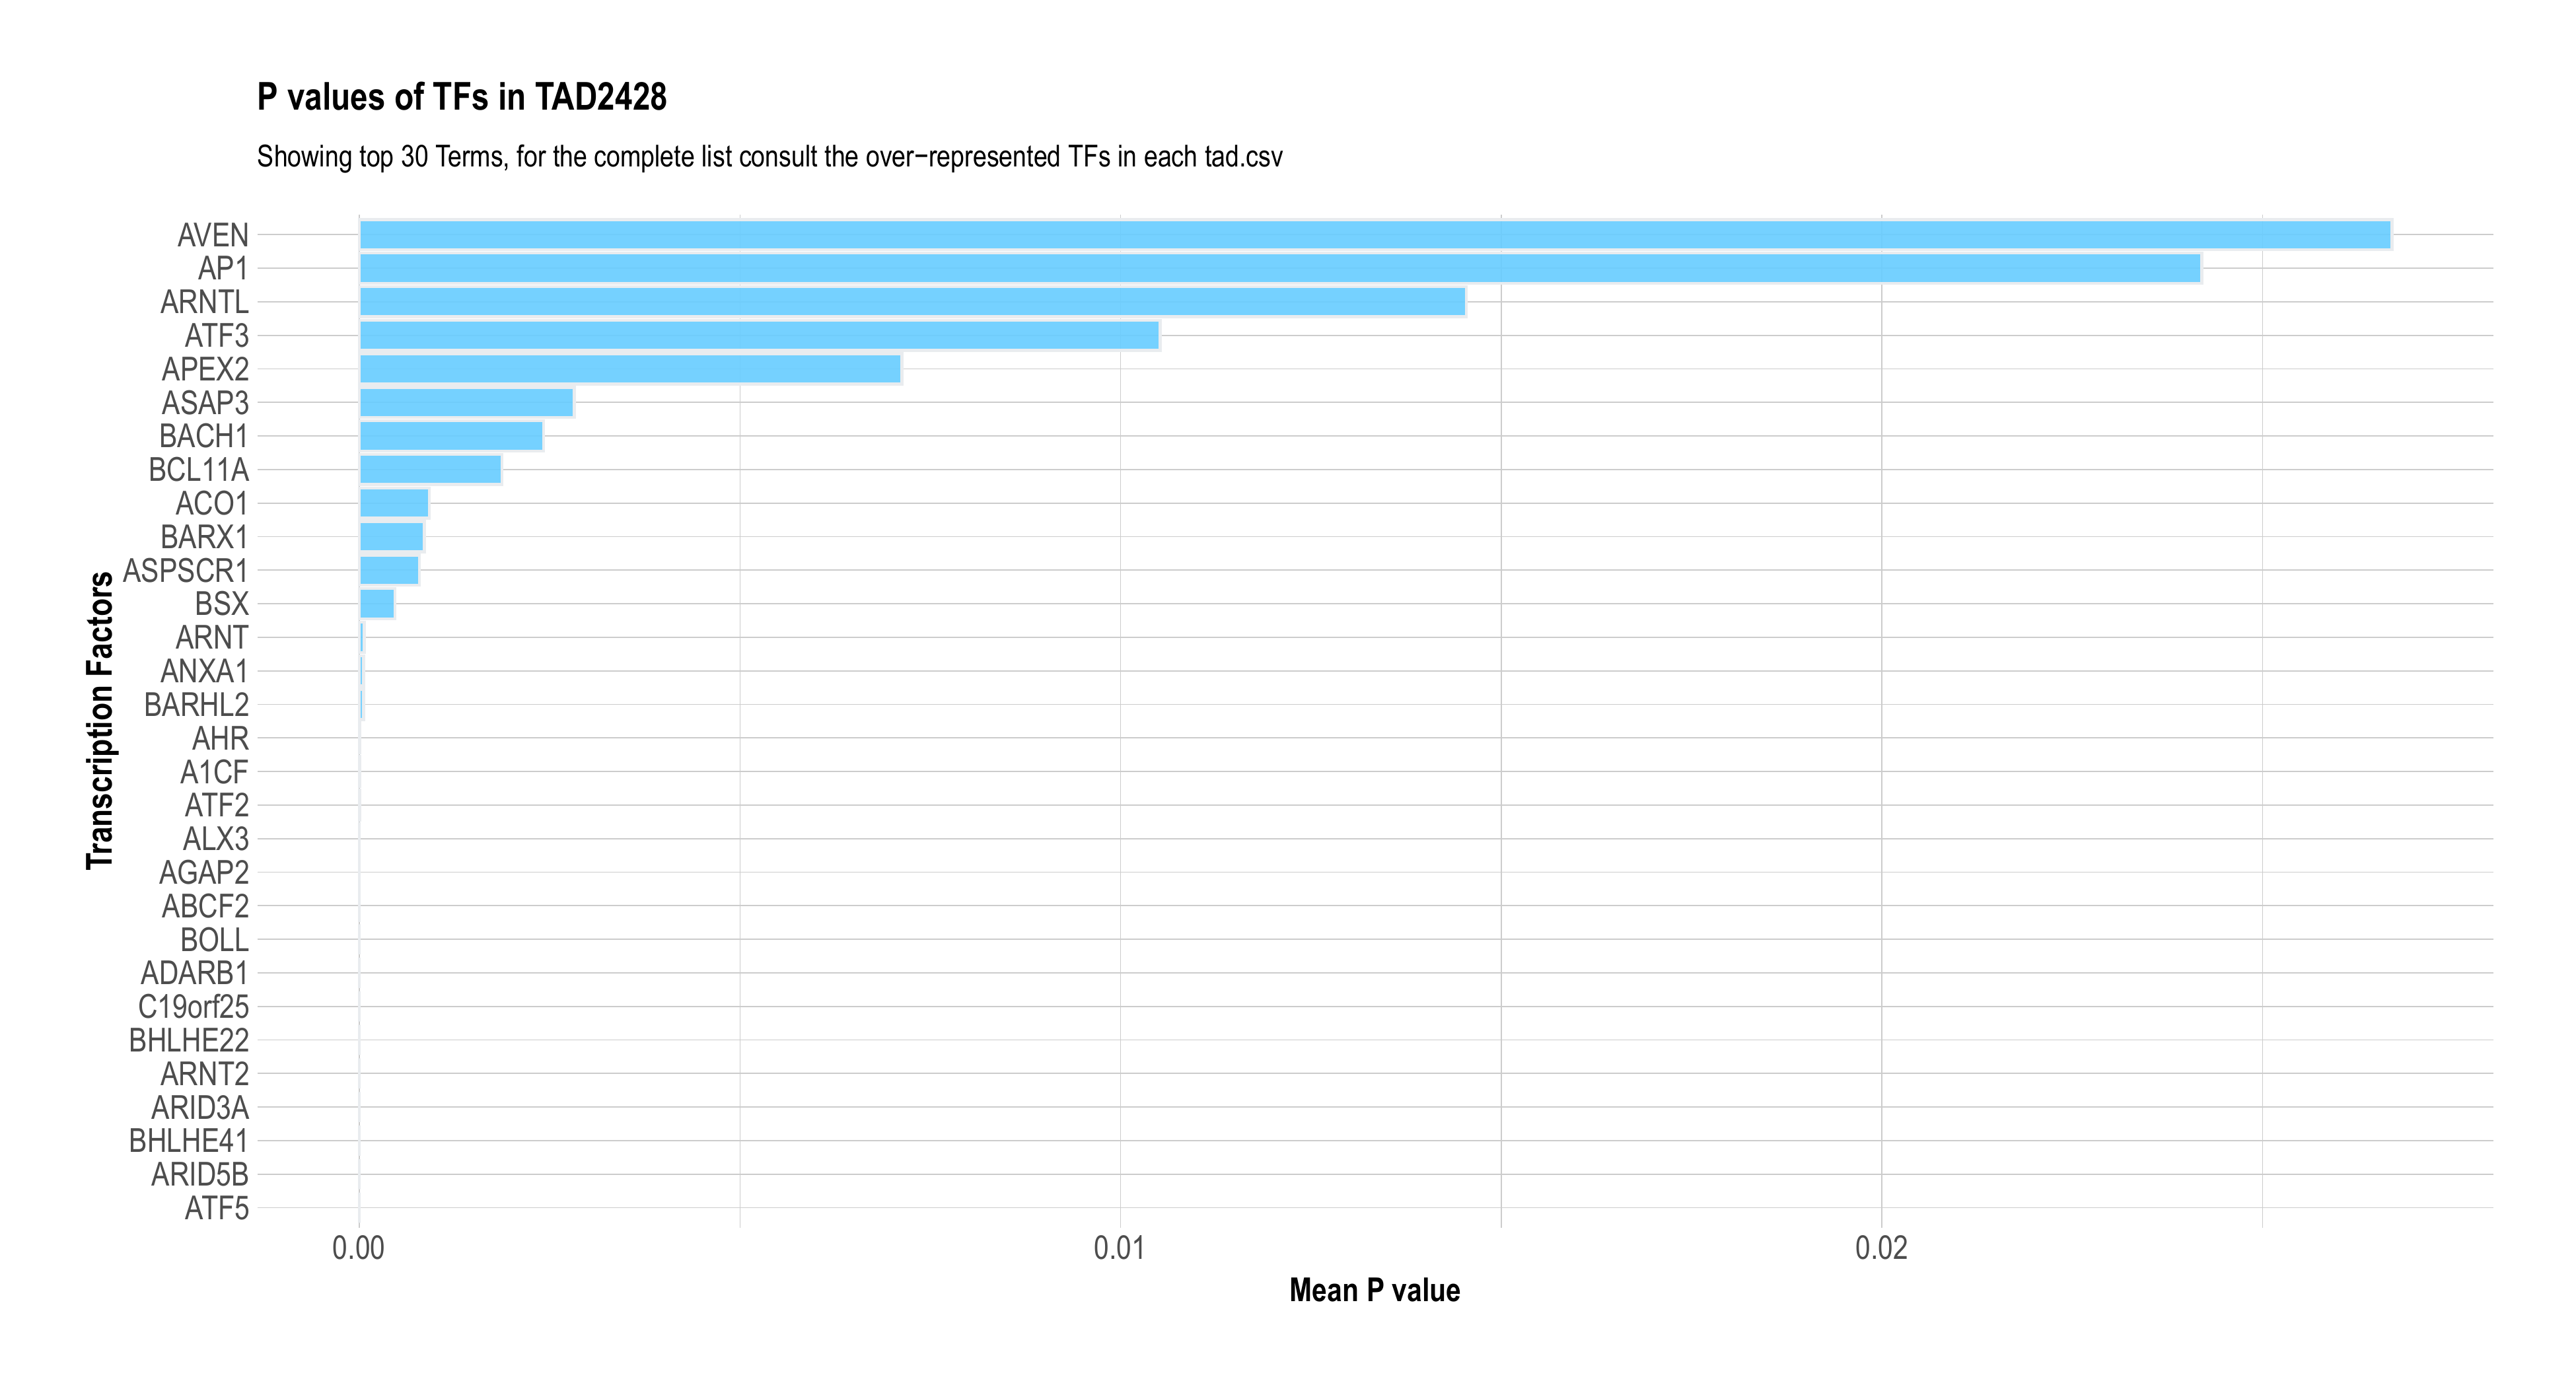 P values of TFs in TAD2428
Showing top 30 Terms, for the complete list consult the over−represented TFs in each tad.csv
Transcription Factors
AVEN
AP1
ARNTL
ATF3
APEX2
ASAP3
BACH1
BCL11A
ACO1
BARX1
ASPSCR1
BSX
ARNT
ANXA1
BARHL2
AHR
A1CF
ATF2
ALX3
AGAP2
ABCF2
BOLL
ADARB1
C19orf25
BHLHE22
ARNT2
ARID3A
BHLHE41
ARID5B
ATF5
0.00 0.01 0.02
Mean P value